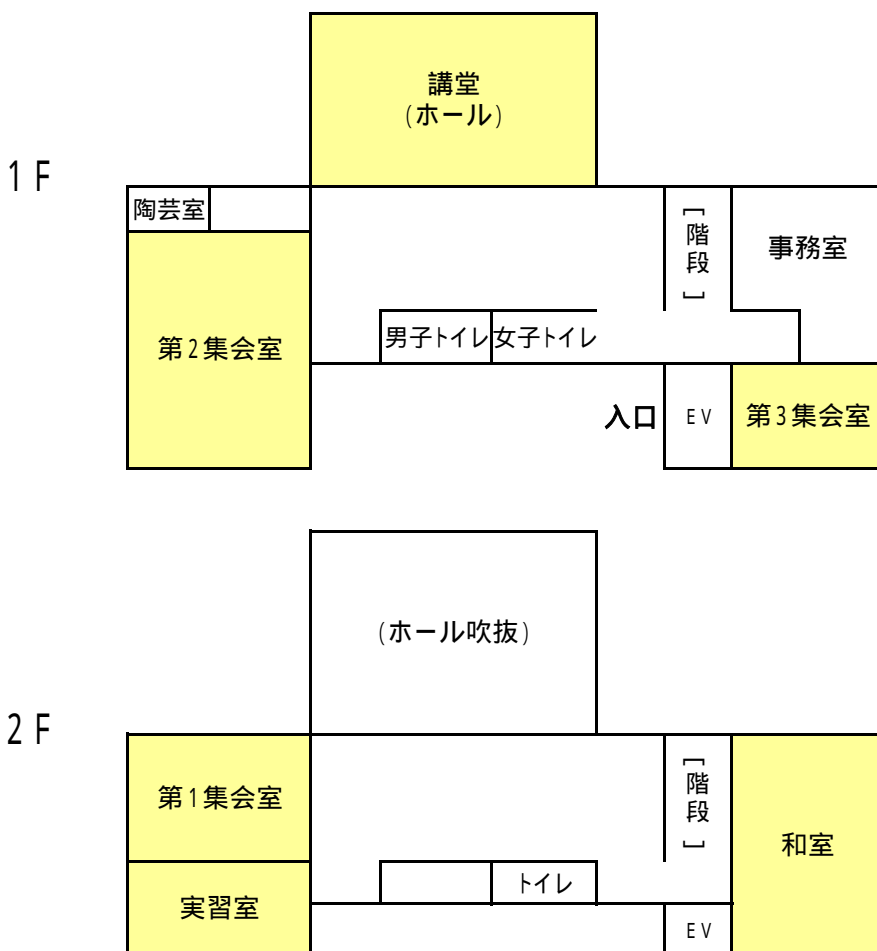 講堂
(ホール)
1F
陶芸室
[階段]
事務室
第2集会室
男子トイレ
女子トイレ
入口
EV
第3集会室
(ホール吹抜)
2F
第1集会室
[階段]
和室
トイレ
実習室
EV